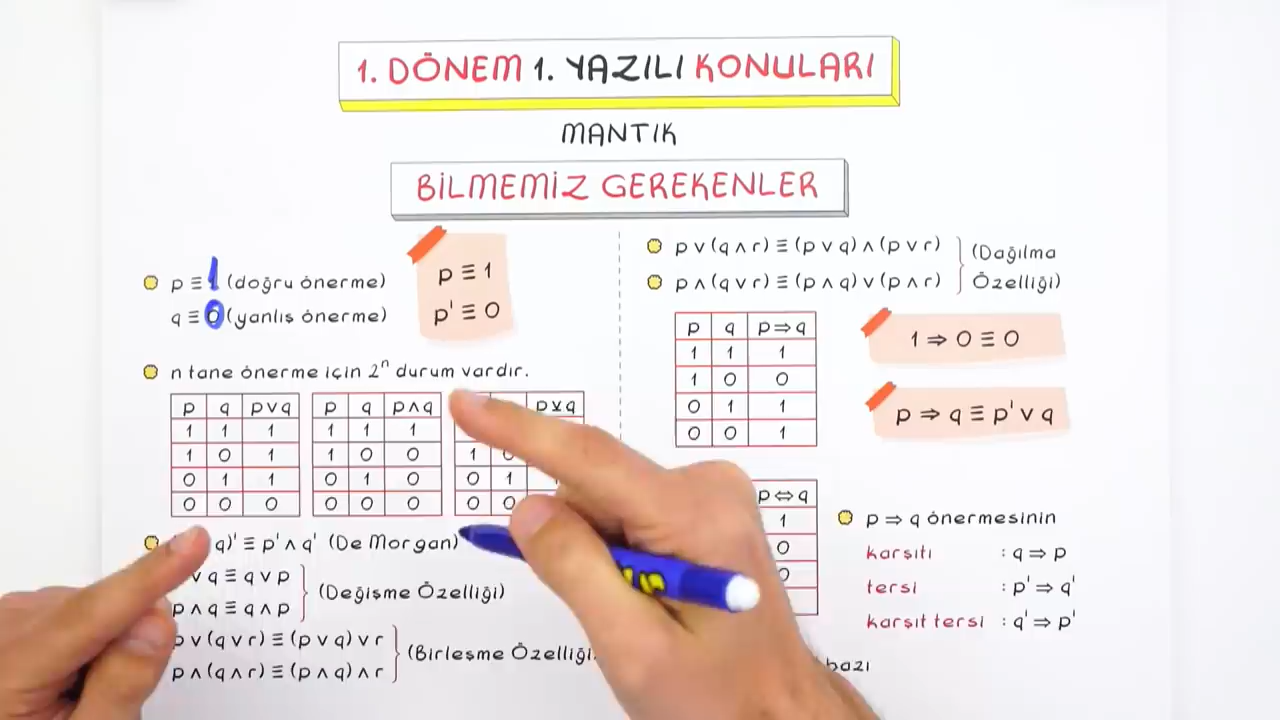 1. DÖNEM 1. YAZILI KONULARI
MANTIK
BİLMEMİZ GEREKENLER
p ≡ 1 (doğru önerme)
q ≡ 0 (yanlış önerme)
p ≡ 1
p' ≡ 0
n tane önerme için 2ⁿ durum vardır.
p q p∨q
1 1 1
1 0 1
0 1 1
0 0 0
p q p∧q
1 1 1
1 0 0
0 1 0
0 0 0
p⊻q
1
0 1
0
q)' ≡ p' ∧ q' (De Morgan)
∨ q ≡ q ∨ p
p ∧ q ≡ q ∧ p
(Değişme Özelliği)
p ∨ (q ∨ r) ≡ (p ∨ q) ∨ r
p ∧ (q ∧ r) ≡ (p ∧ q) ∧ r
(Birleşme Özelliği
p ∨ (q ∧ r) ≡ (p ∨ q) ∧ (p ∨ r)
p ∧ (q ∨ r) ≡ (p ∧ q) ∨ (p ∧ r)
(Dağılma
Özelliği)
p q p⇒q
1 1 1
1 0 0
0 1 1
0 0 1
1 ⇒ 0 ≡ 0
p ⇒ q ≡ p' ∨ q
p⇔q
1
0
0
p ⇒ q önermesinin
karşıtı : q ⇒ p
tersi : p' ⇒ q'
karşıt tersi : q' ⇒ p'
bazı